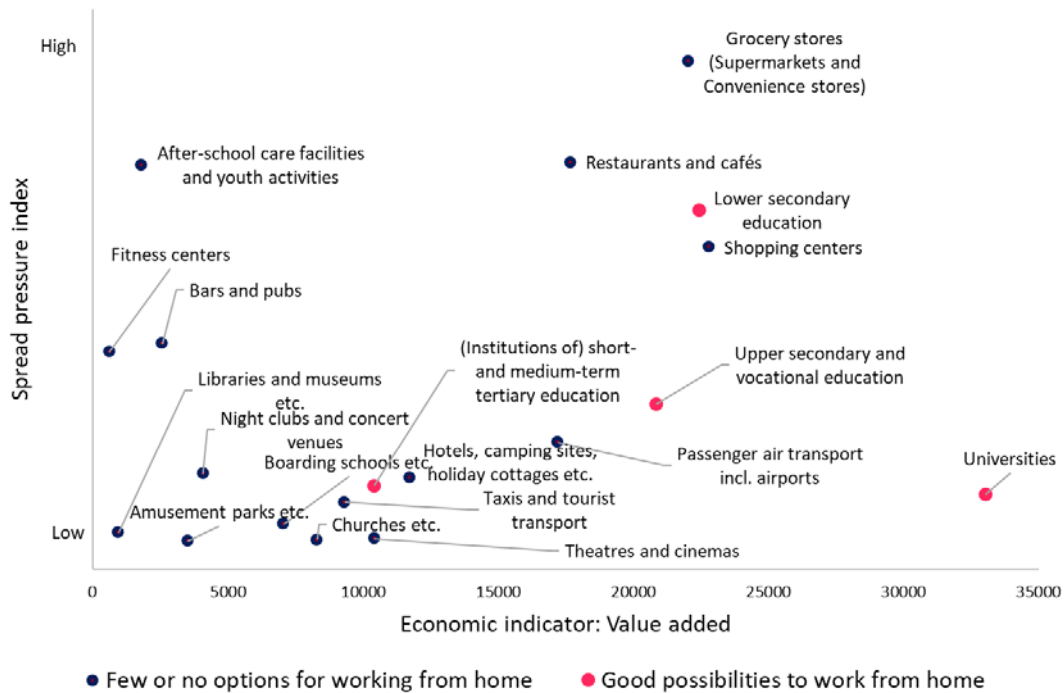 High
Grocery stores
(Supermarkets and
Convenience stores)
After-school care facilities
and youth activities
Restaurants and cafés
Lower secondary
education
Shopping centers
Fitness centers
Bars and pubs
Spread pressure index
(Institutions of) short-
and medium-term
tertiary education
Upper secondary and
vocational education
Libraries and museums
etc.
Night clubs and concert
venues
Boarding schools etc.
Hotels, camping sites,
holiday cottages etc.
Passenger air transport
incl. airports
Universities
Amusement parks etc.
Churches etc.
Taxis and tourist
transport
Low
Theatres and cinemas
0 5000 10000 15000 20000 25000 30000 35000
Economic indicator: Value added
Few or no options for working from home
Good possibilities to work from home